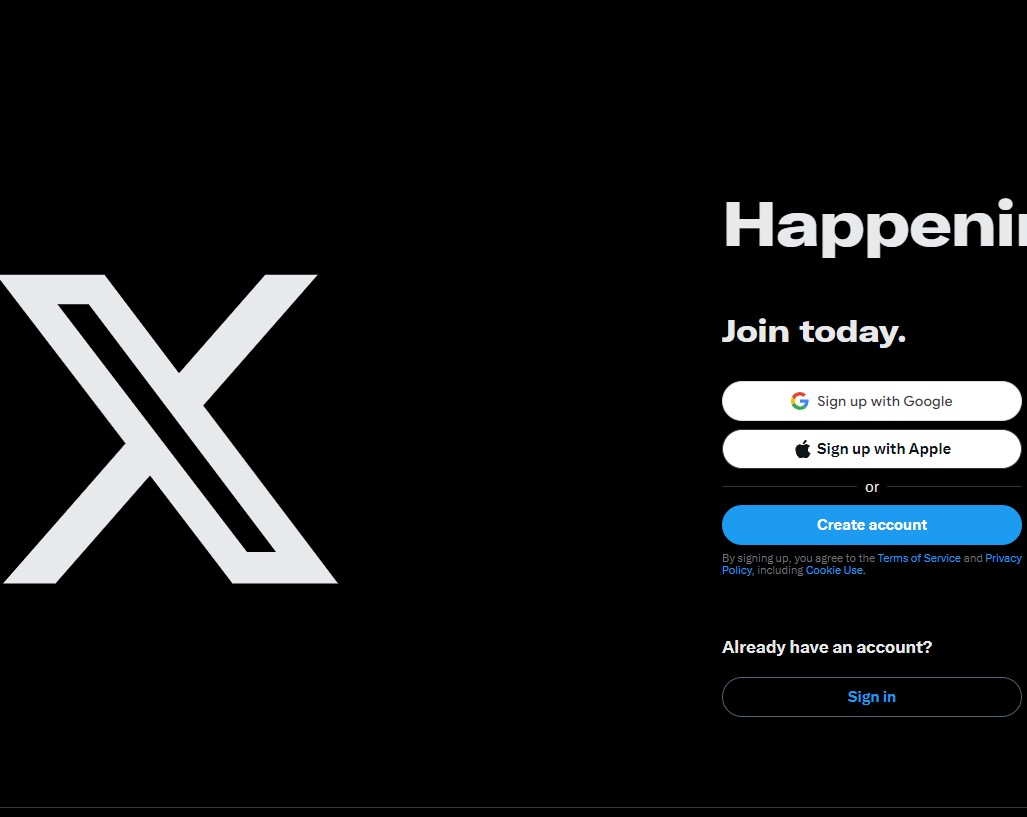 Happenin
Join today.
Sign up with Google
Sign up with Apple
or
Create account
By signing up, you agree to the Terms of Service and Privacy
Policy, including Cookie Use.
Already have an account?
Sign in